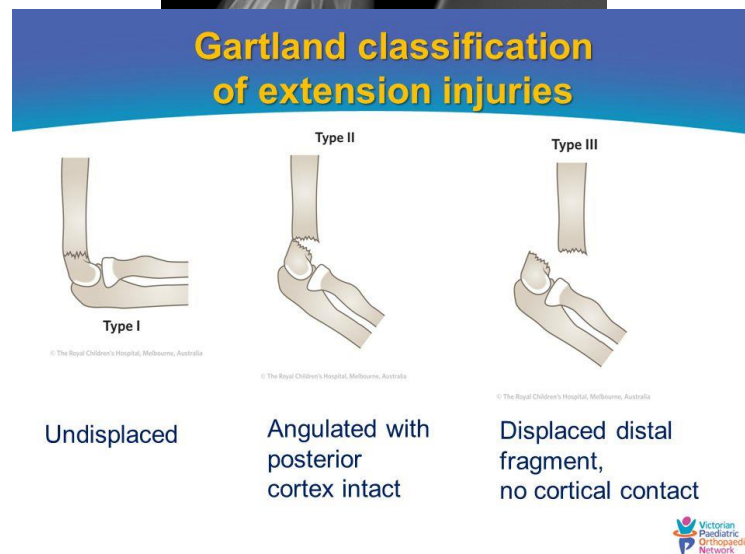 Gartland classification
of extension injuries
Type I
© The Royal Children's Hospital, Melbourne, Australia
Undisplaced
Type II
© The Royal Children's Hospital, Melbourne, Australia
Angulated with
posterior
cortex intact
Type III
© The Royal Children's Hospital, Melbourne, Australia
Displaced distal
fragment,
no cortical contact
Victorian
Paediatric
Orthopaedi
Network